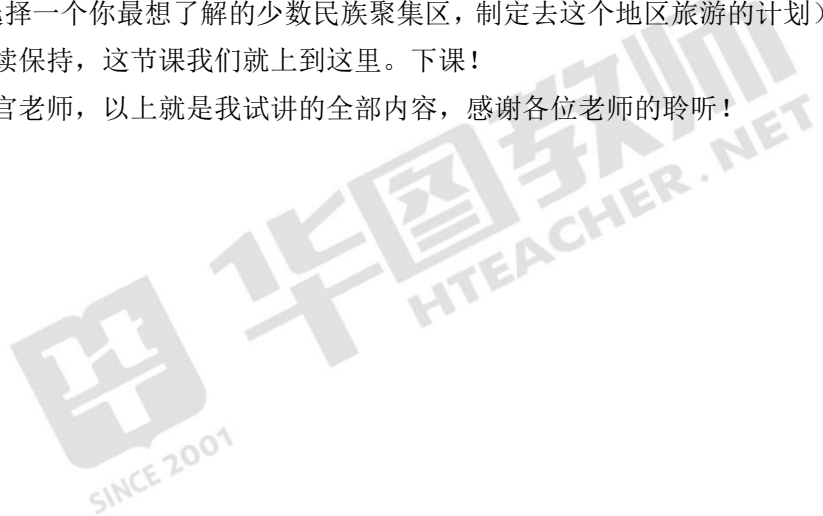 选择一个你最想了解的少数民族聚集区，制定去这个地区旅游的计划）
续保持，这节课我们就上到这里。下课！
官老师，以上就是我试讲的全部内容，感谢各位老师的聆听！
华图教师
HTEACHER.NET
SINCE 2001